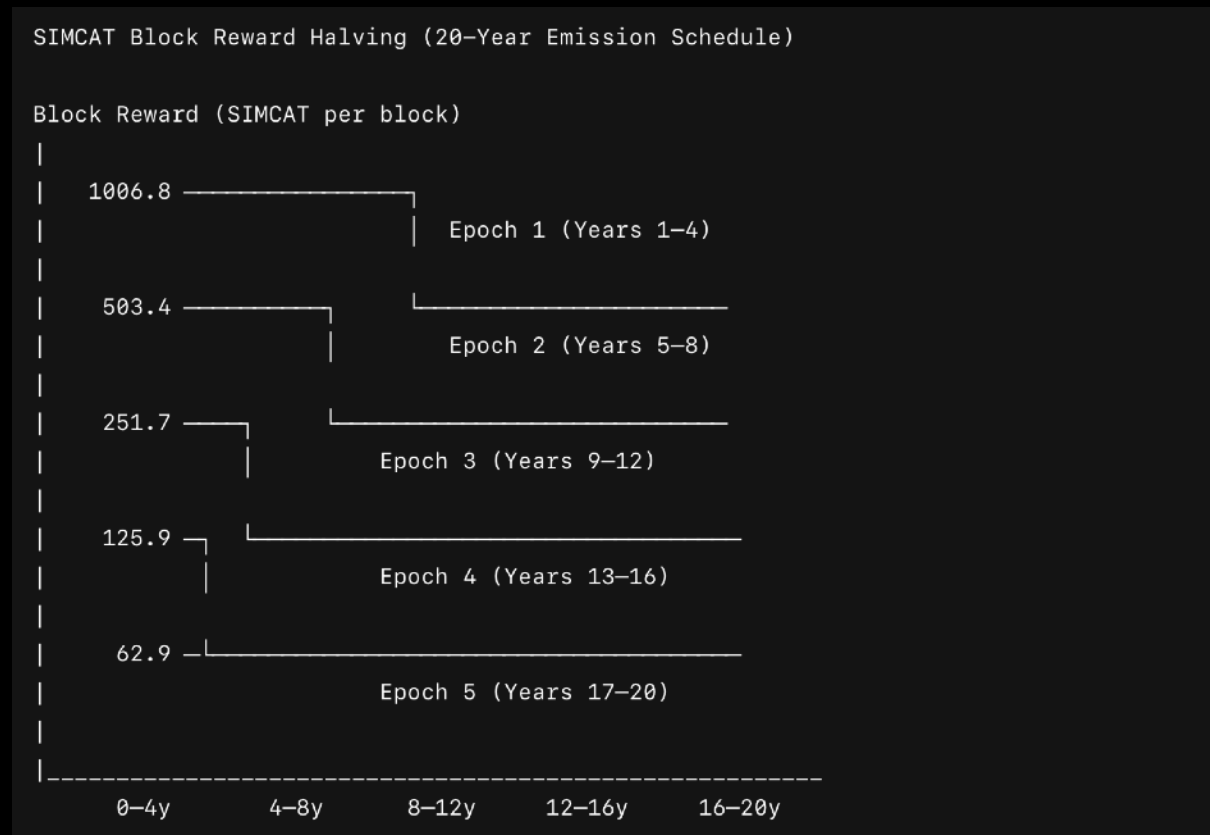 SIMCAT Block Reward Halving (20–Year Emission Schedule)
Block Reward (SIMCAT per block)
1006.8
Epoch 1 (Years 1–4)
503.4
Epoch 2 (Years 5–8)
251.7
Epoch 3 (Years 9–12)
125.9
Epoch 4 (Years 13–16)
62.9
Epoch 5 (Years 17–20)
0–4y 4–8y 8–12y 12–16y 16–20y